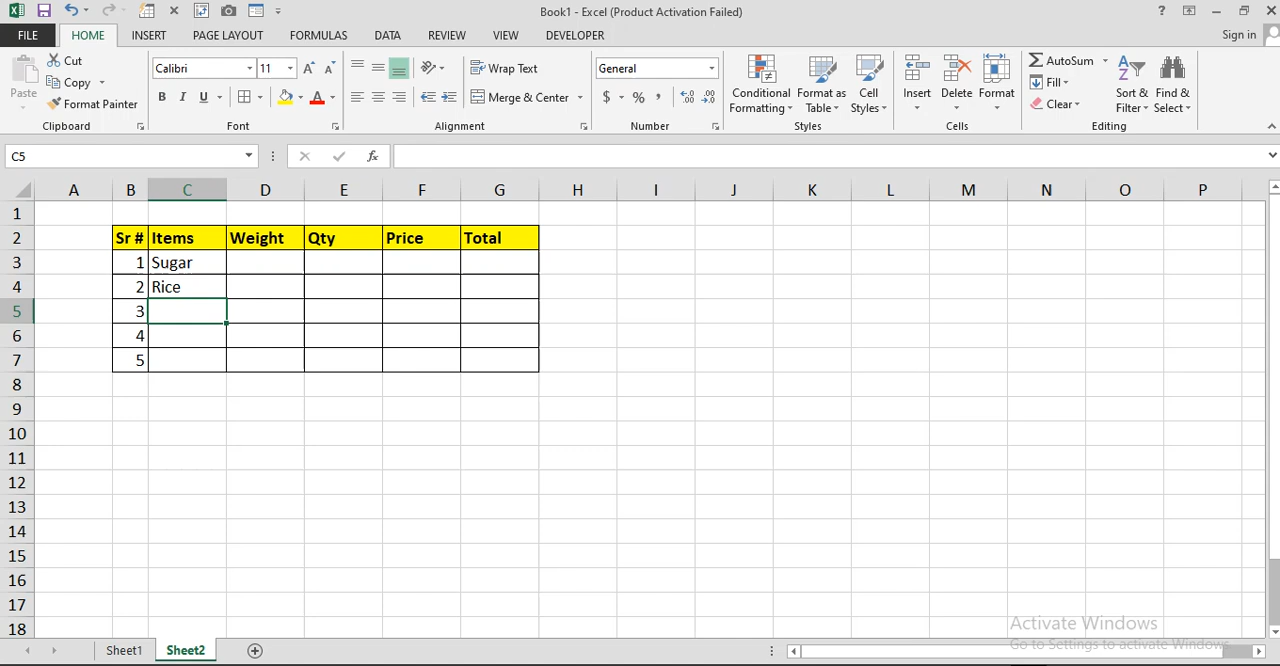 Book1 - Excel (Product Activation Failed)
?
FILE HOME INSERT PAGE LAYOUT FORMULAS DATA REVIEW VIEW DEVELOPER Sign in
Paste
Cut
Copy
Format Painter
Clipboard
Calibri 11
B I U
Font
Wrap Text
Merge & Center
Alignment
General
$ % ,
Number
Conditional Formatting
Format as Table
Cell Styles
Styles
Insert
Delete
Format
Cells
AutoSum
Fill
Clear
Sort & Filter
Find & Select
Editing
C5 fx
A B C D E F G H I J K L M N O P
1
2 Sr # Items Weight Qty Price Total
3 1 Sugar
4 2 Rice
5 3
6 4
7 5
8
9
10
11
12
13
14
15
16
17
18
Activate Windows
Go to Settings to activate Windows.
Sheet1 Sheet2